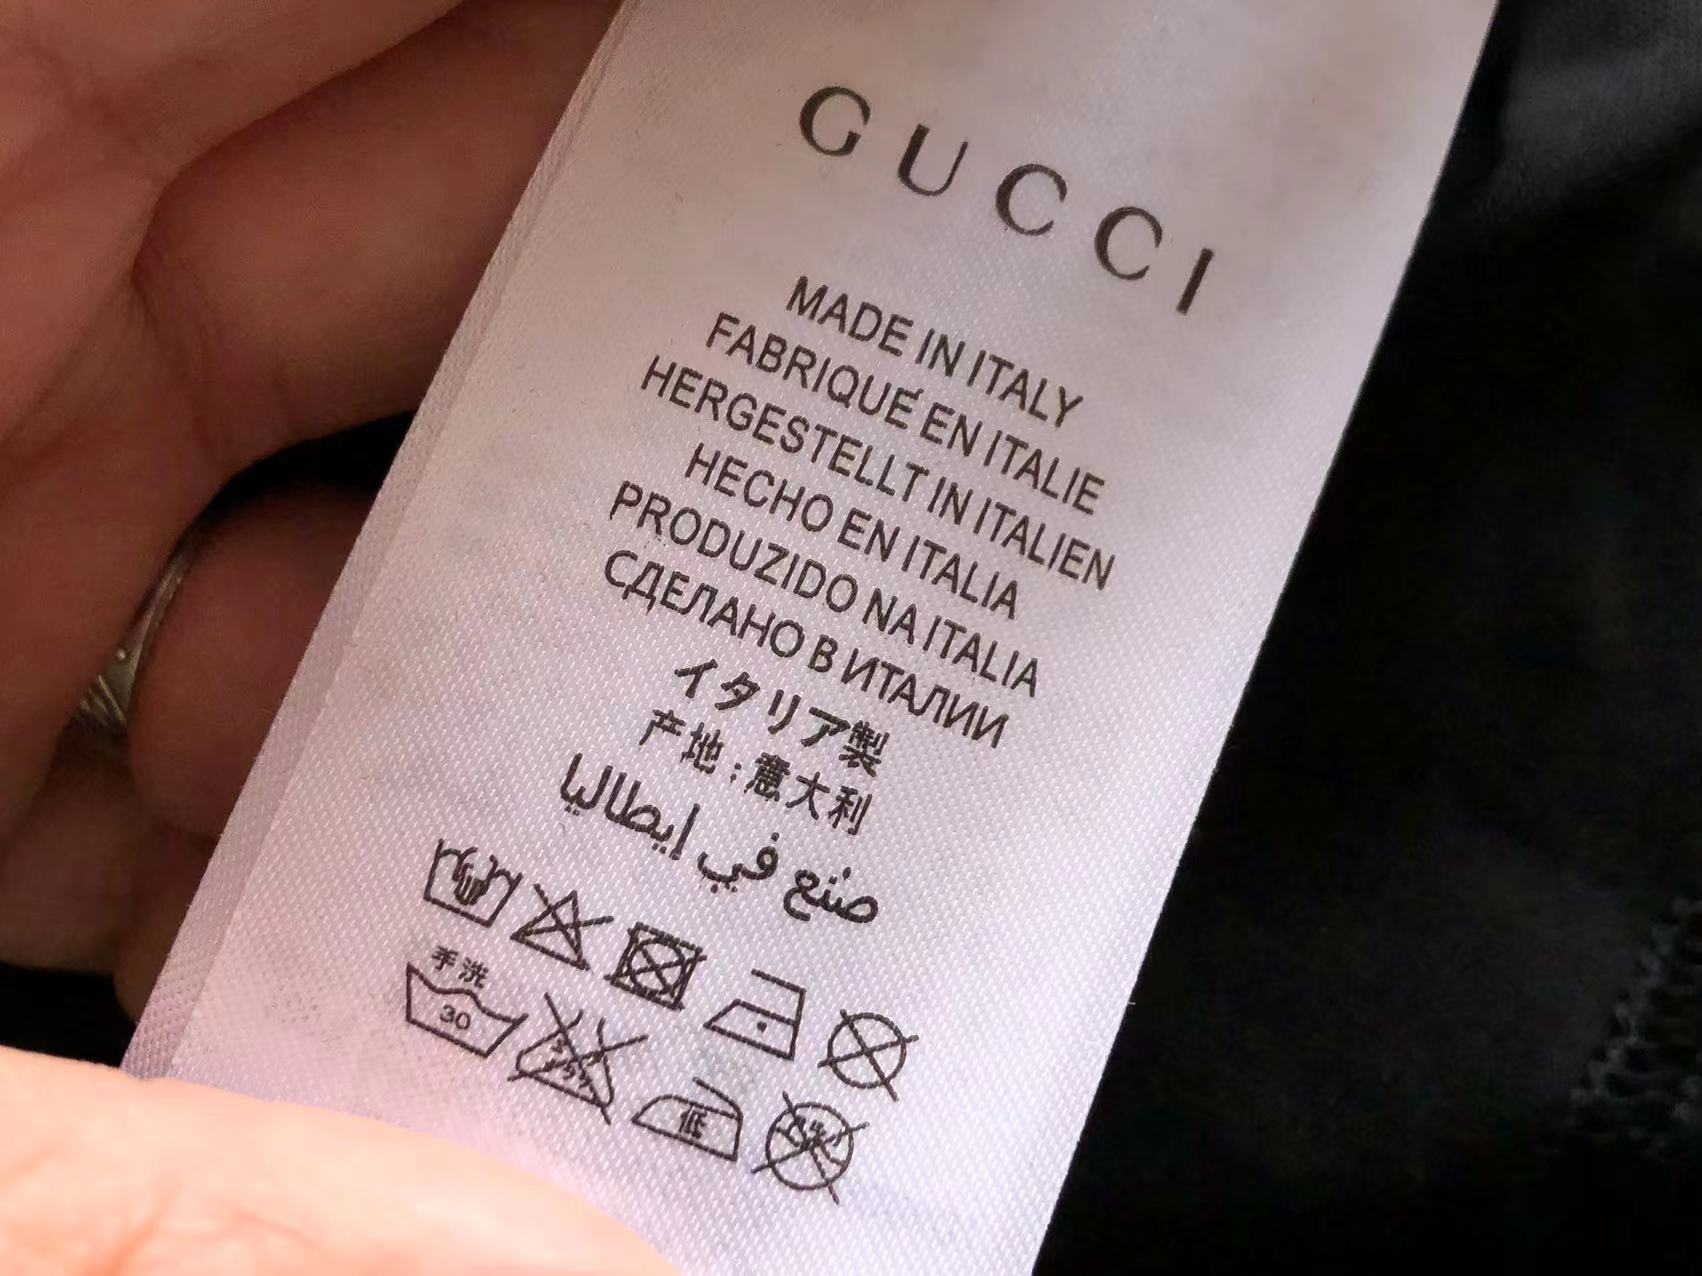 GUCCI
MADE IN ITALY
FABRIQUÉ EN ITALIE
HERGESTELLT IN ITALIEN
HECHO EN ITALIA
PRODUZIDO NA ITALIA
СДЕЛАНО В ИТАЛИИ
イタリア製
产地:意大利
صنع في ايطاليا
手洗
30
低